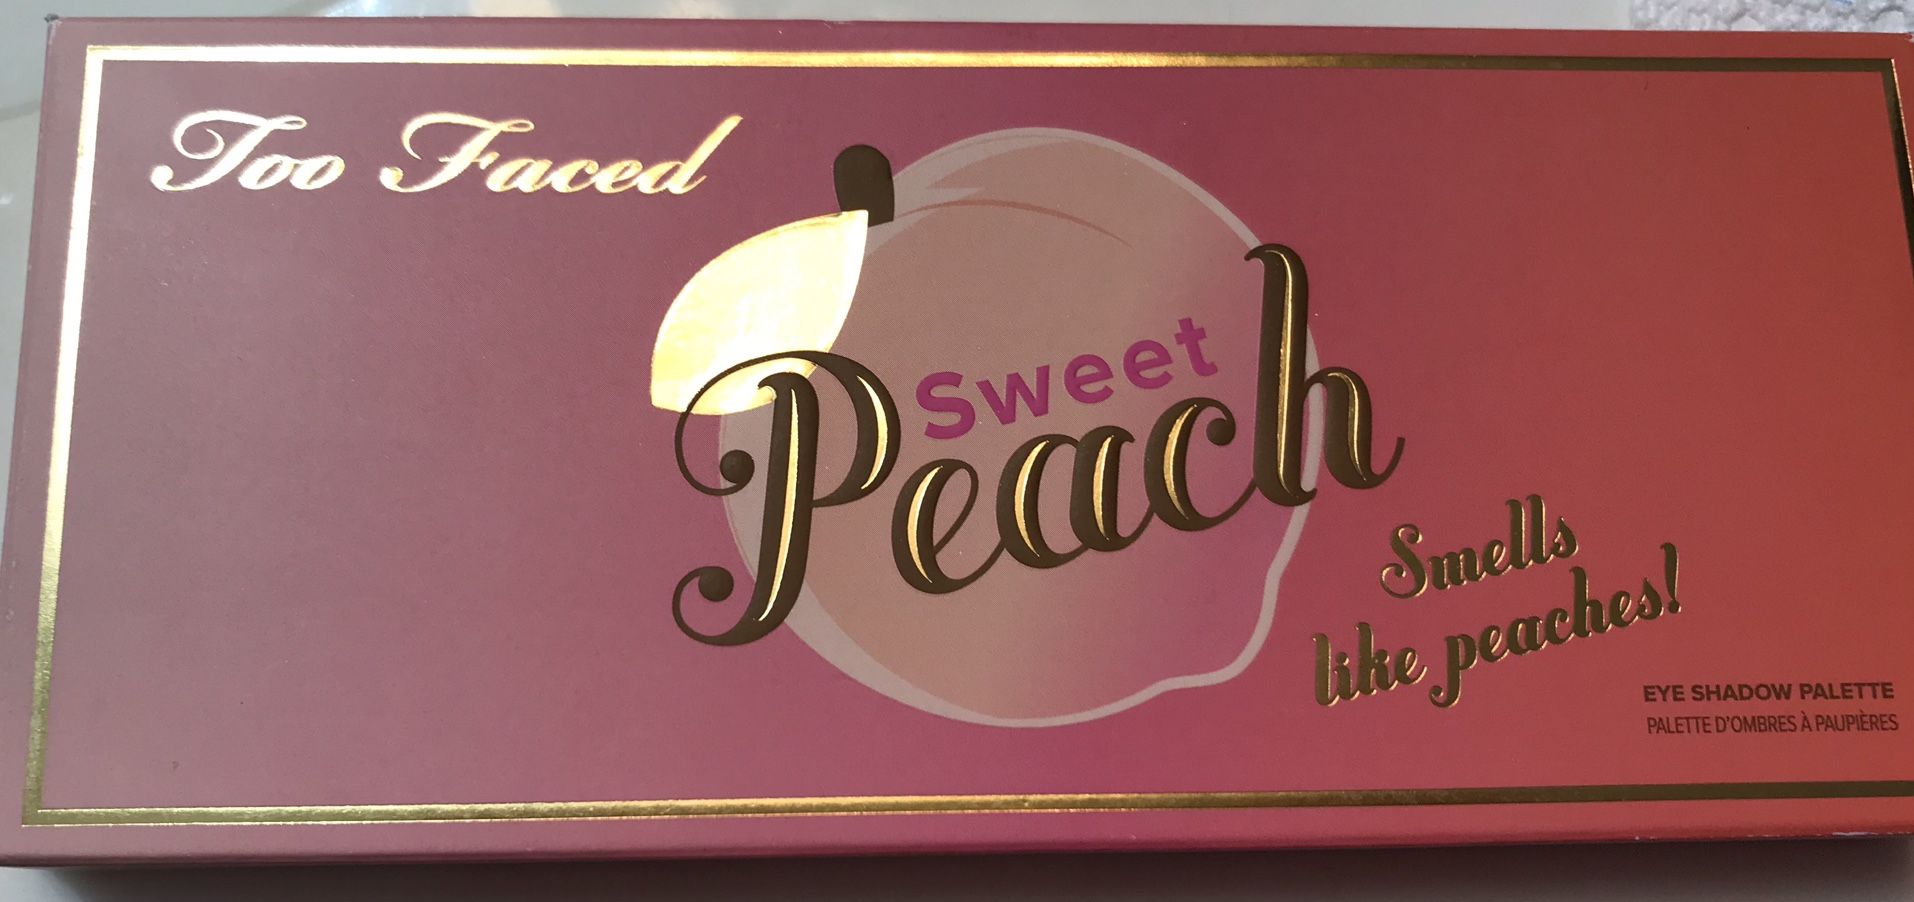 Too Faced
Sweet
Peach
Smells
like peaches!
EYE SHADOW PALETTE
PALETTE D'OMBRES À PAUPIÈRES